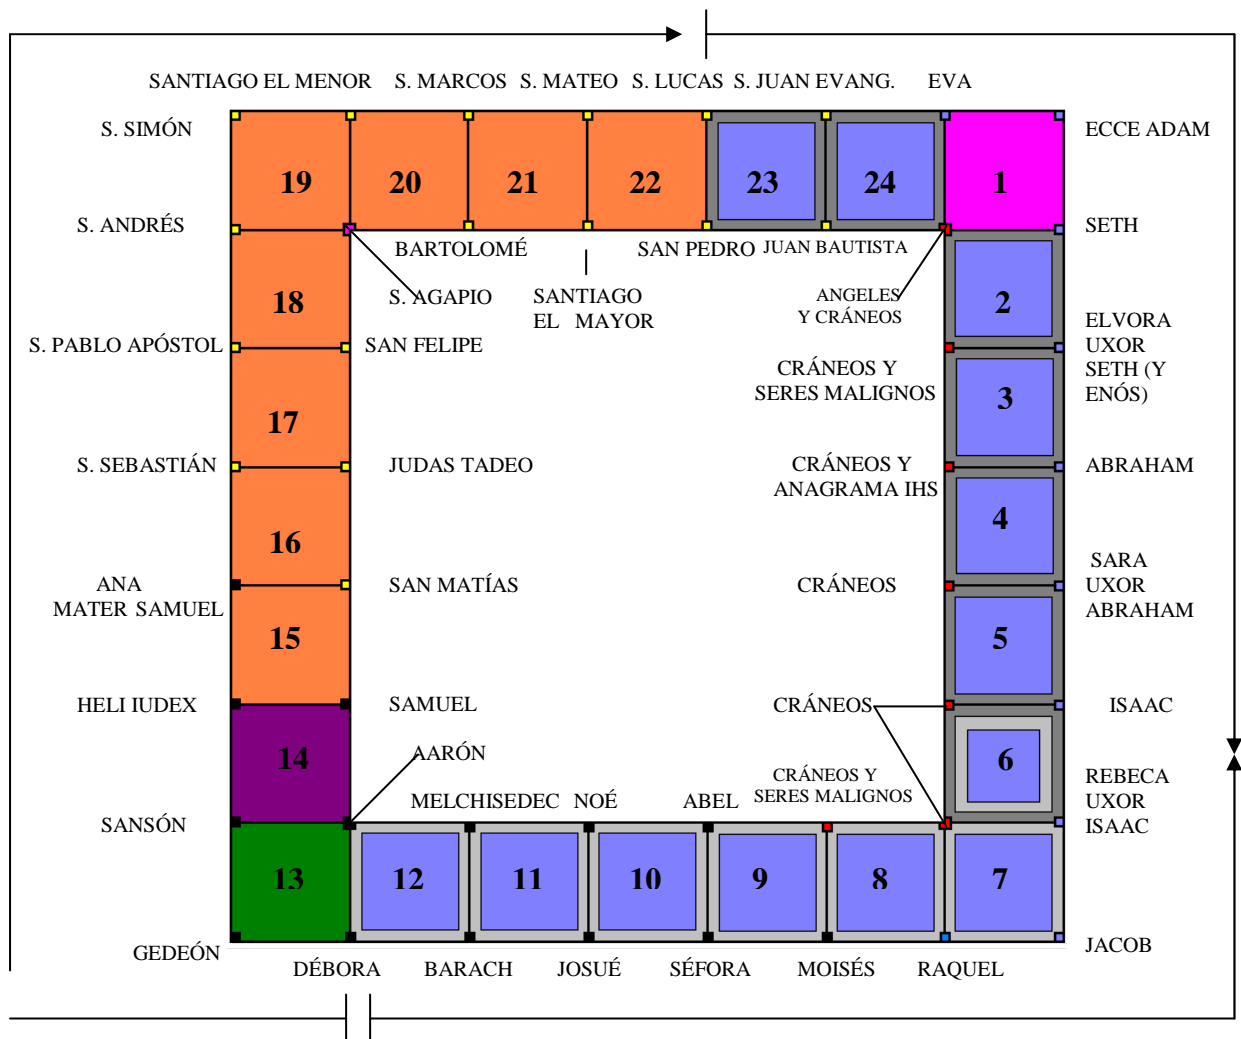 SANTIAGO EL MENOR S. MARCOS S. MATEO S. LUCAS S. JUAN EVANG. EVA
S. SIMÓN
ECCE ADAM
19 20 21 22 23 24 1
S. ANDRÉS
SETH
BARTOLOMÉ
SAN PEDRO
JUAN BAUTISTA
S. AGAPIO
SANTIAGO
EL MAYOR
ANGELES
Y CRÁNEOS
18
2
S. PABLO APÓSTOL
SAN FELIPE
ELVORA
UXOR
SETH (Y
ENÓS)
CRÁNEOS Y
SERES MALIGNOS
17
3
S. SEBASTIÁN
JUDAS TADEO
CRÁNEOS Y
ANAGRAMA IHS
ABRAHAM
16
4
ANA
MATER SAMUEL
SAN MATÍAS
CRÁNEOS
SARA
UXOR
ABRAHAM
15
5
HELI IUDEX
SAMUEL
CRÁNEOS
ISAAC
14
AARÓN
6
CRÁNEOS Y
SERES MALIGNOS
REBECA
UXOR
ISAAC
SANSÓN
MELCHISEDEC NOÉ ABEL
13 12 11 10 9 8 7
GEDEÓN
JACOB
DÉBORA BARACH JOSUÉ SÉFORA MOISÉS RAQUEL